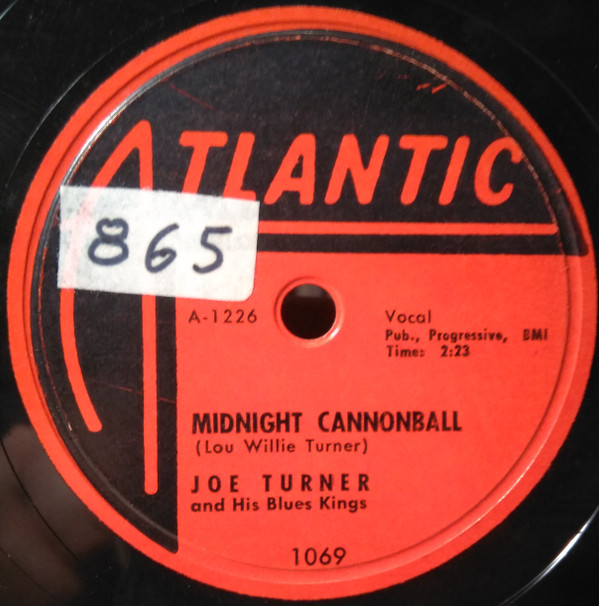 ATLANTIC
865
A-1226
Vocal
Pub., Progressive, BMI
Time: 2:23
MIDNIGHT CANNONBALL
(Lou Willie Turner)
JOE TURNER
and His Blues Kings
1069